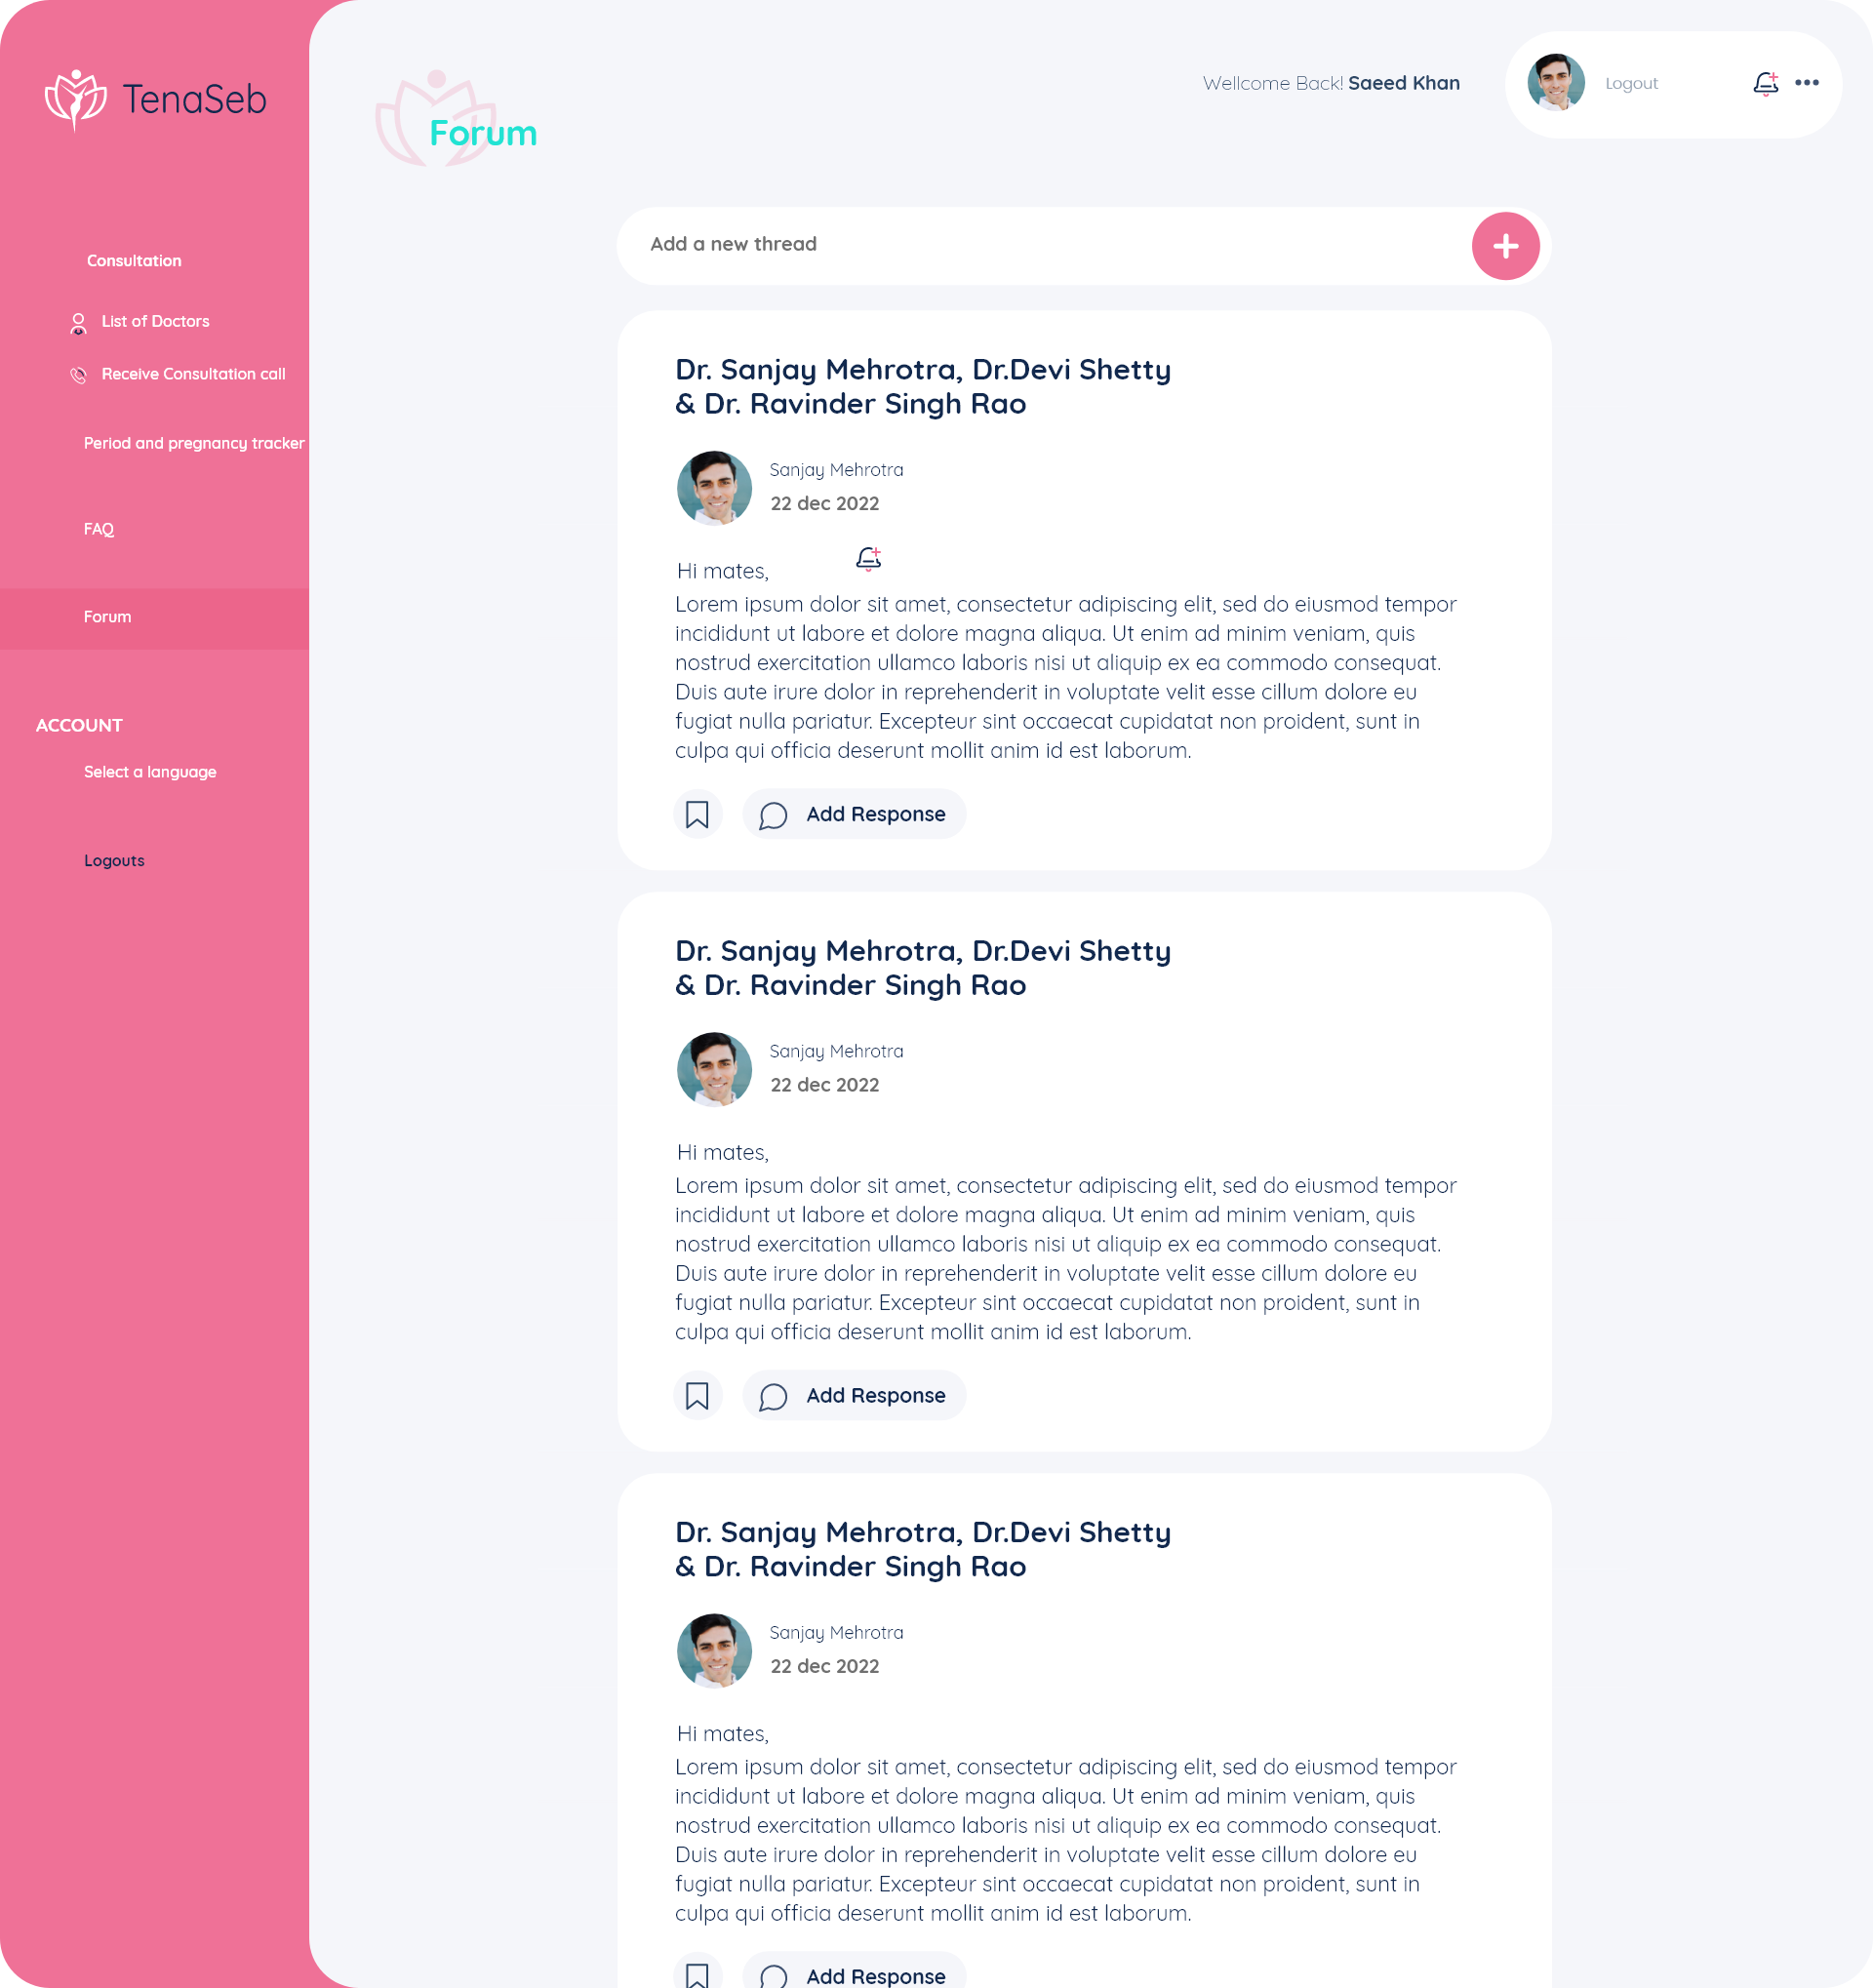 TenaSeb
Consultation
List of Doctors
Receive Consultation call
Period and pregnancy tracker
FAQ
Forum
ACCOUNT
Select a language
Logouts
Forum
Wellcome Back! Saeed Khan
Logout
Add a new thread
Dr. Sanjay Mehrotra, Dr.Devi Shetty
& Dr. Ravinder Singh Rao
Sanjay Mehrotra
22 dec 2022
Hi mates,
Lorem ipsum dolor sit amet, consectetur adipiscing elit, sed do eiusmod tempor
incididunt ut labore et dolore magna aliqua. Ut enim ad minim veniam, quis
nostrud exercitation ullamco laboris nisi ut aliquip ex ea commodo consequat.
Duis aute irure dolor in reprehenderit in voluptate velit esse cillum dolore eu
fugiat nulla pariatur. Excepteur sint occaecat cupidatat non proident, sunt in
culpa qui officia deserunt mollit anim id est laborum.
Add Response
Dr. Sanjay Mehrotra, Dr.Devi Shetty
& Dr. Ravinder Singh Rao
Sanjay Mehrotra
22 dec 2022
Hi mates,
Lorem ipsum dolor sit amet, consectetur adipiscing elit, sed do eiusmod tempor
incididunt ut labore et dolore magna aliqua. Ut enim ad minim veniam, quis
nostrud exercitation ullamco laboris nisi ut aliquip ex ea commodo consequat.
Duis aute irure dolor in reprehenderit in voluptate velit esse cillum dolore eu
fugiat nulla pariatur. Excepteur sint occaecat cupidatat non proident, sunt in
culpa qui officia deserunt mollit anim id est laborum.
Add Response
Dr. Sanjay Mehrotra, Dr.Devi Shetty
& Dr. Ravinder Singh Rao
Sanjay Mehrotra
22 dec 2022
Hi mates,
Lorem ipsum dolor sit amet, consectetur adipiscing elit, sed do eiusmod tempor
incididunt ut labore et dolore magna aliqua. Ut enim ad minim veniam, quis
nostrud exercitation ullamco laboris nisi ut aliquip ex ea commodo consequat.
Duis aute irure dolor in reprehenderit in voluptate velit esse cillum dolore eu
fugiat nulla pariatur. Excepteur sint occaecat cupidatat non proident, sunt in
culpa qui officia deserunt mollit anim id est laborum.
Add Response